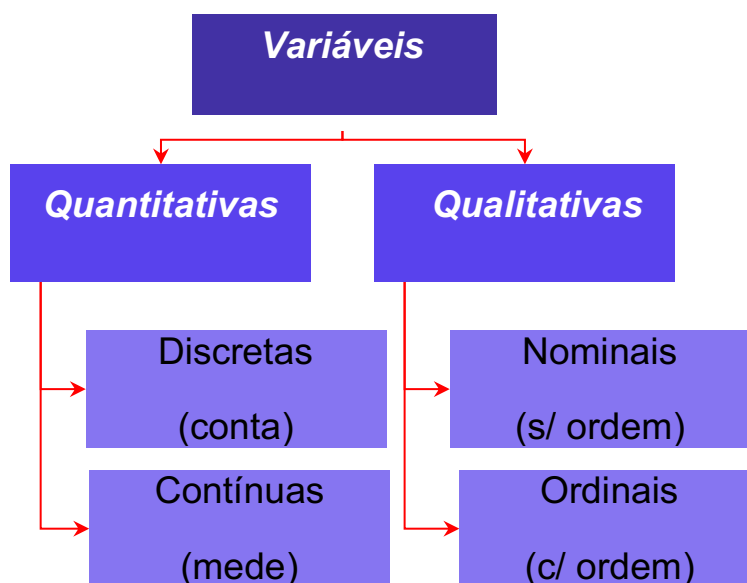 Variáveis
Quantitativas
Qualitativas
Discretas
(conta)
Nominais
(s/ ordem)
Contínuas
(mede)
Ordinais
(c/ ordem)